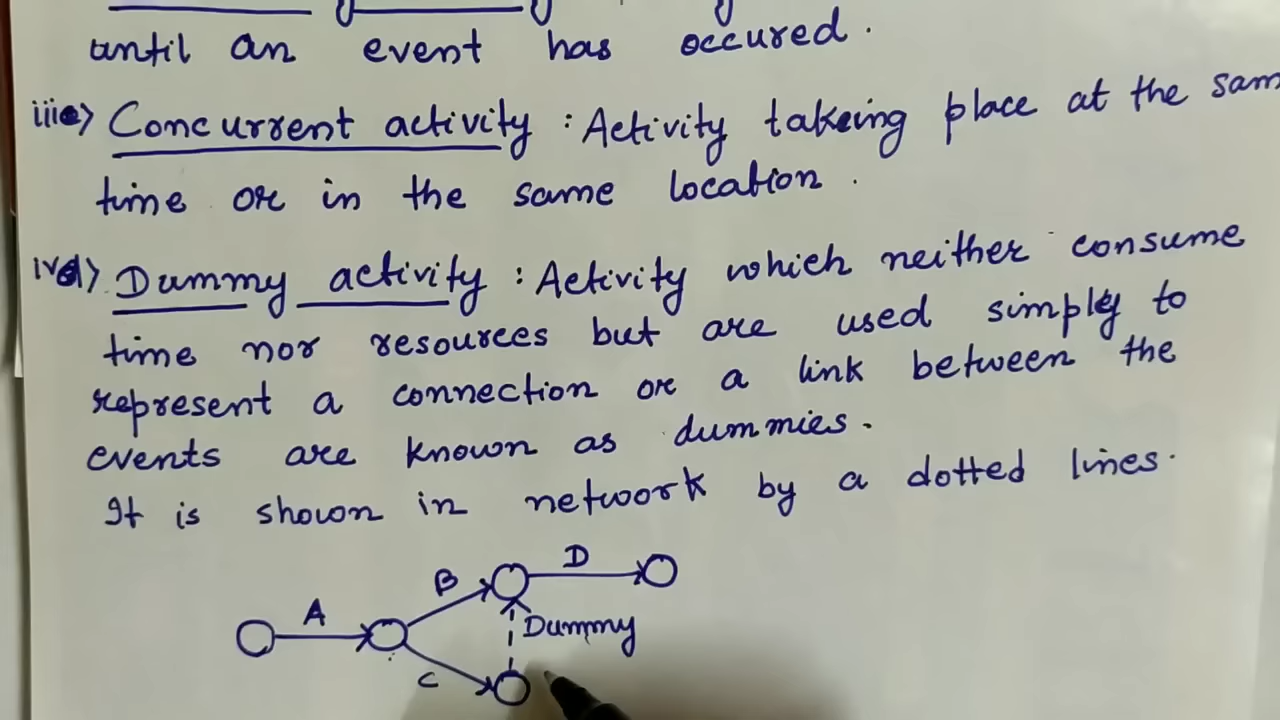 until an event has occured.
iii) Concurrent activity : Activity takeing place at the sam
time or in the same location.
iv) Dummy activity : Activity which neither consume
time nor resources but are used simply to
represent a connection or a link between the
events are known as dummies.
It is shown in network by a dotted lines.
D
B
A
Dummy
C